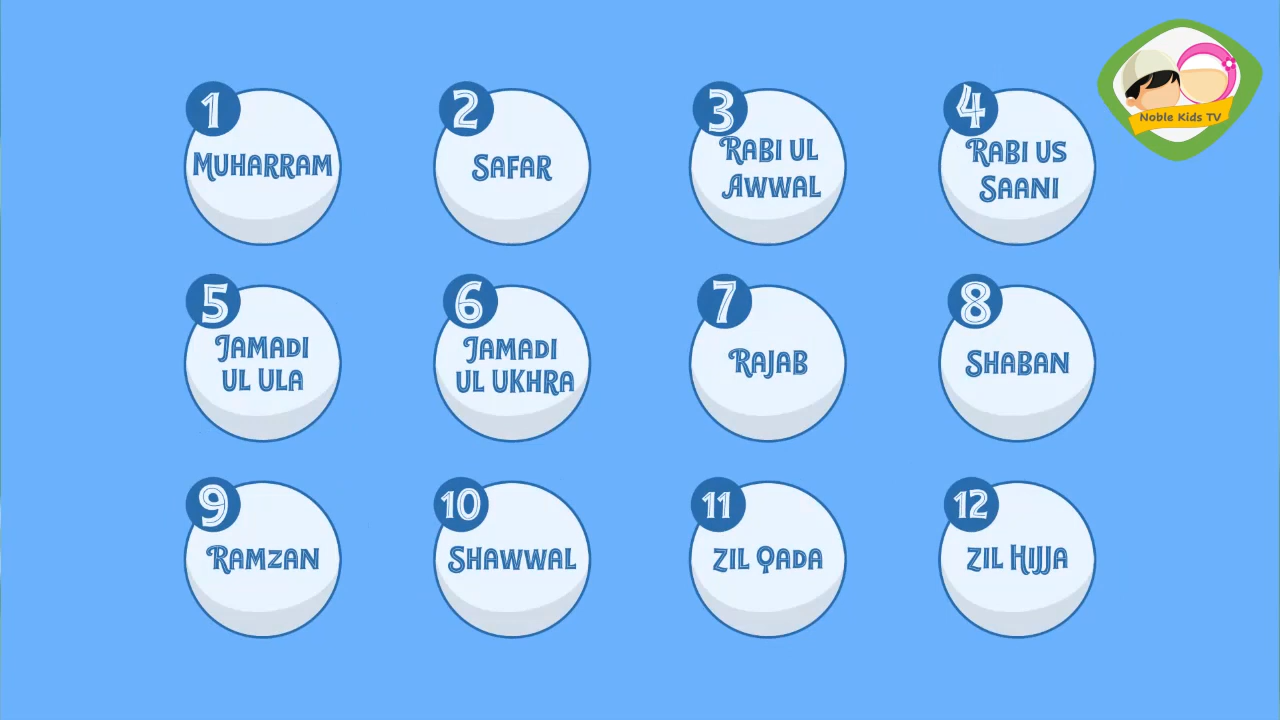 1
MUHARRAM
2
SAFAR
3
RABI UL
AWWAL
4
RABI US
SAANI
Noble Kids TV
5
JAMADI
UL ULA
6
JAMADI
UL UKHRA
7
RAJAB
8
SHABAN
9
RAMZAN
10
SHAWWAL
11
ZIL QADA
12
ZIL HIJJA